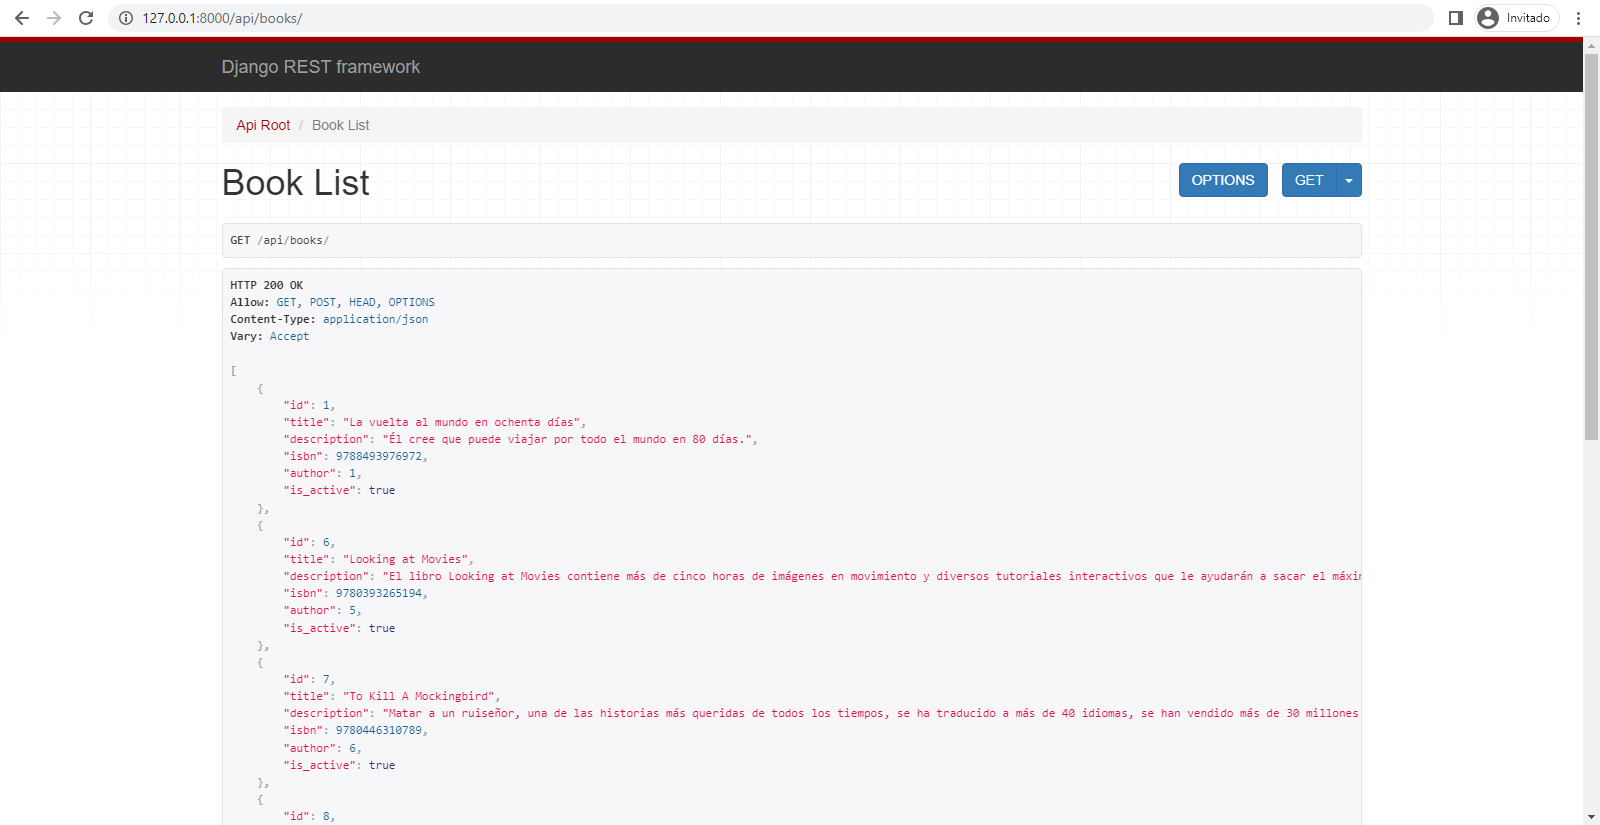 127.0.0.1:8000/api/books/
Invitado
Django REST framework
Api Root / Book List
Book List
OPTIONS
GET
GET /api/books/
HTTP 200 OK
Allow: GET, POST, HEAD, OPTIONS
Content-Type: application/json
Vary: Accept
[
{
"id": 1,
"title": "La vuelta al mundo en ochenta días",
"description": "Él cree que puede viajar por todo el mundo en 80 días.",
"isbn": 9788493976972,
"author": 1,
"is_active": true
},
{
"id": 6,
"title": "Looking at Movies",
"description": "El libro Looking at Movies contiene más de cinco horas de imágenes en movimiento y diversos tutoriales interactivos que le ayudarán a sacar el
"isbn": 9780393265194,
"author": 5,
"is_active": true
},
{
"id": 7,
"title": "To Kill A Mockingbird",
"description": "Matar a un ruiseñor, una de las historias más queridas de todos los tiempos, se ha traducido a más de 40 idiomas, se han vendido más de 30 millones
"isbn": 9780446310789,
"author": 6,
"is_active": true
},
{
"id": 8,